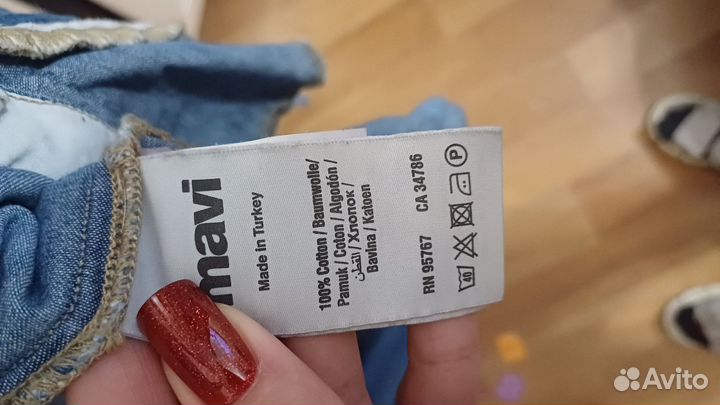 mavi
Made in Turkey
100% Cotton / Baumwolle/
Pamuk / Coton / Algodón /
القطن / Хлопок /
Bavlna / Katoen
RN 95767 CA 34786
40 P
Avito